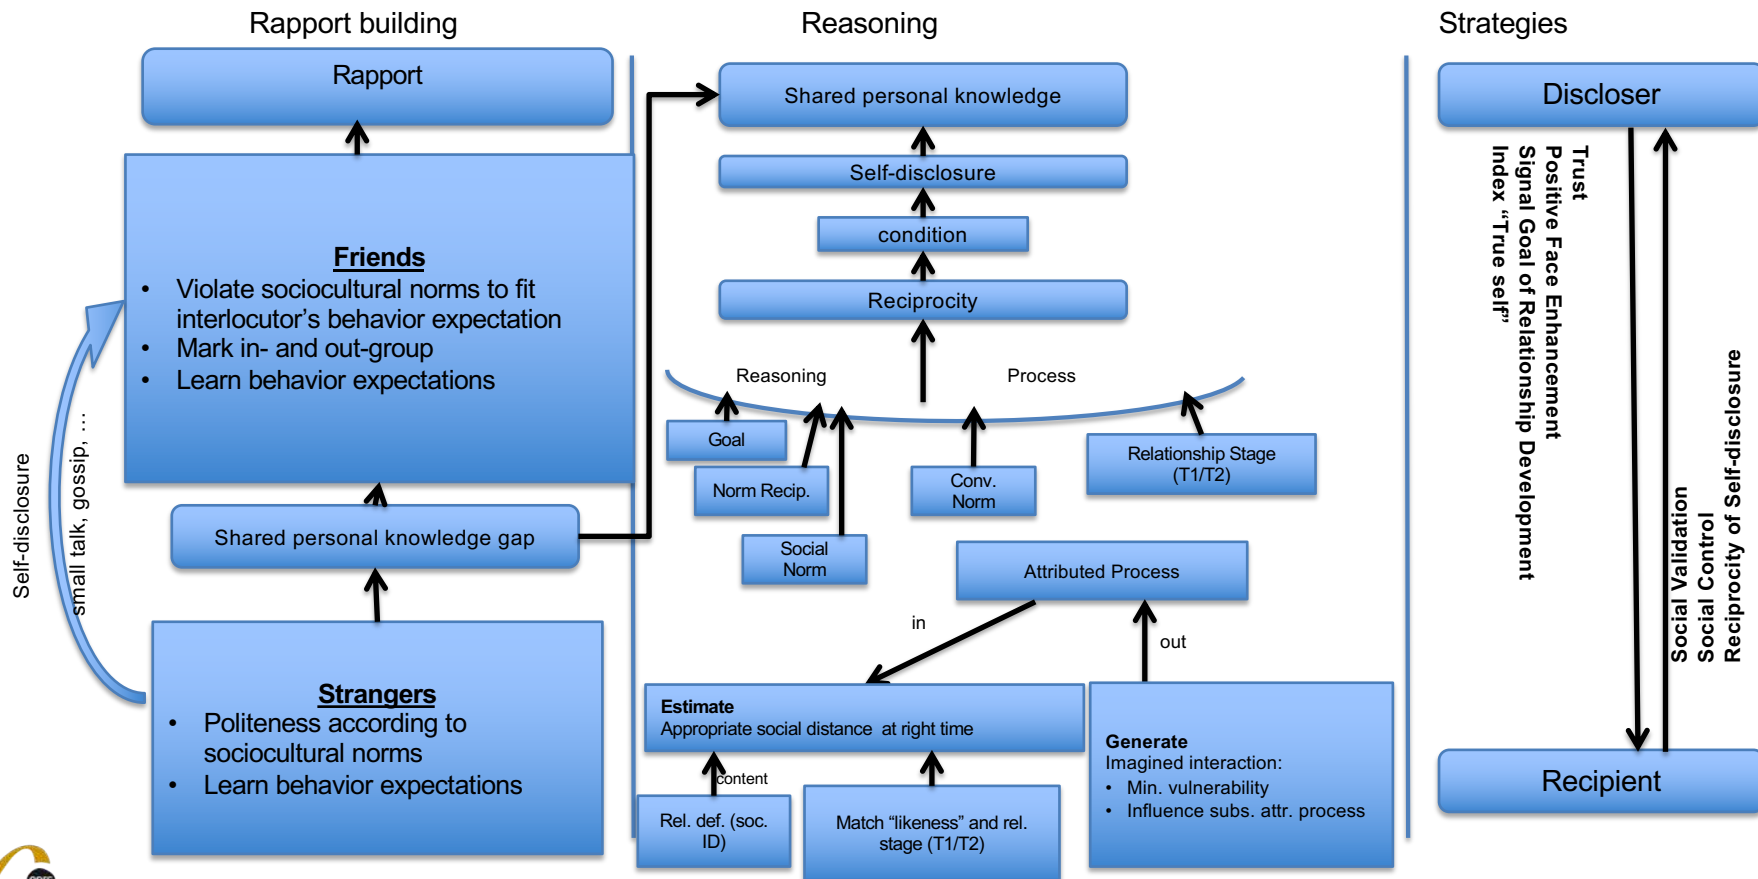 Rapport building
Rapport
Friends
• Violate sociocultural norms to fit
interlocutor's behavior expectation
• Mark in- and out-group
• Learn behavior expectations
Self-disclosure
small talk, gossip, …
Shared personal knowledge gap
Strangers
• Politeness according to
sociocultural norms
• Learn behavior expectations
Reasoning
Shared personal knowledge
Self-disclosure
condition
Reciprocity
Reasoning
Process
Goal
Norm Recip.
Social
Norm
Conv.
Norm
Relationship Stage
(T1/T2)
Attributed Process
in
out
Estimate
Appropriate social distance at right time
content
Rel. def. (soc.
ID)
Match "likeness" and rel.
stage (T1/T2)
Generate
Imagined interaction:
• Min. vulnerability
• Influence subs. attr. process
Strategies
Discloser
Trust
Positive Face Enhancement
Signal Goal of Relationship Development
Index "True self"
Social Validation
Social Control
Reciprocity of Self-disclosure
Recipient